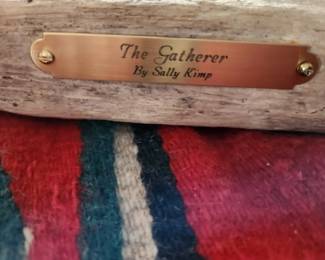 The Gatherer
By Sally Kimp